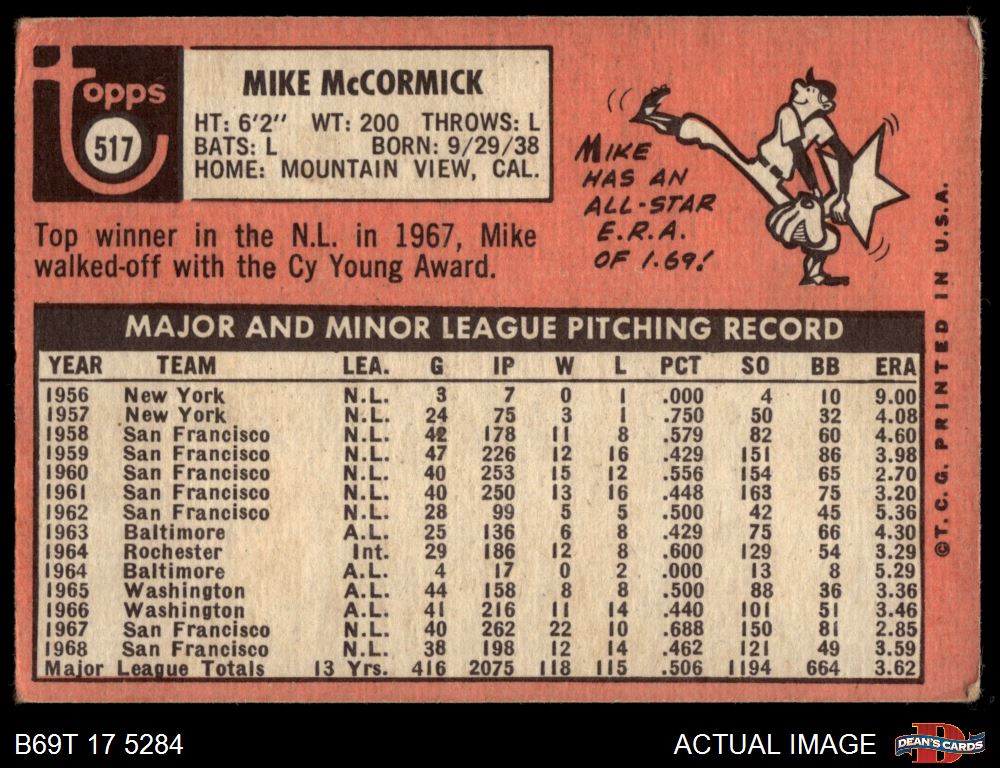 Topps
517
MIKE McCORMICK
HT: 6'2" WT: 200 THROWS: L
BATS: L BORN: 9/29/38
HOME: MOUNTAIN VIEW, CAL.
Top winner in the N.L. in 1967, Mike
walked-off with the Cy Young Award.
MIKE
HAS AN
ALL-STAR
E.R.A.
OF 1.69!
MAJOR AND MINOR LEAGUE PITCHING RECORD
YEAR TEAM LEA. G IP W L PCT SO BB ERA
1956 New York N.L. 3 7 0 1 .000 4 10 9.00
1957 New York N.L. 24 75 3 1 .750 50 32 4.08
1958 San Francisco N.L. 42 178 11 8 .579 82 60 4.60
1959 San Francisco N.L. 47 226 12 16 .429 151 86 3.98
1960 San Francisco N.L. 40 253 15 12 .556 154 65 2.70
1961 San Francisco N.L. 40 250 13 16 .448 163 75 3.20
1962 San Francisco N.L. 28 99 5 5 .500 42 45 5.36
1963 Baltimore A.L. 25 136 6 8 .429 75 66 4.30
1964 Rochester Int. 29 186 12 8 .600 129 54 3.29
1964 Baltimore A.L. 4 17 0 2 .000 13 8 5.29
1965 Washington A.L. 44 158 8 8 .500 88 36 3.36
1966 Washington A.L. 41 216 11 14 .440 101 51 3.46
1967 San Francisco N.L. 40 262 22 10 .688 150 81 2.85
1968 San Francisco N.L. 38 198 12 14 .462 121 49 3.59
Major League Totals 13 Yrs. 416 2075 118 115 .506 1194 664 3.62
©T.C.G. PRINTED IN U.S.A.
B69T 17 5284
ACTUAL IMAGE
D
DEAN'S CARDS